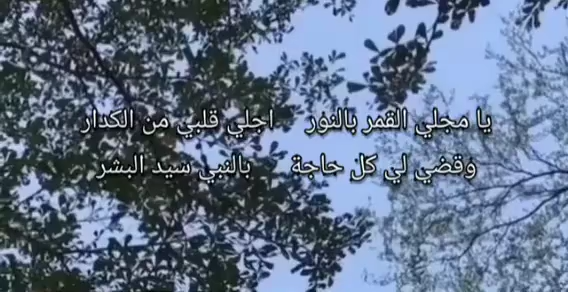 يا مجلي القمر بالنور    اجلي قلبي من الكدار
وقضي لي كل حاجة    بالنبي سيد البشر